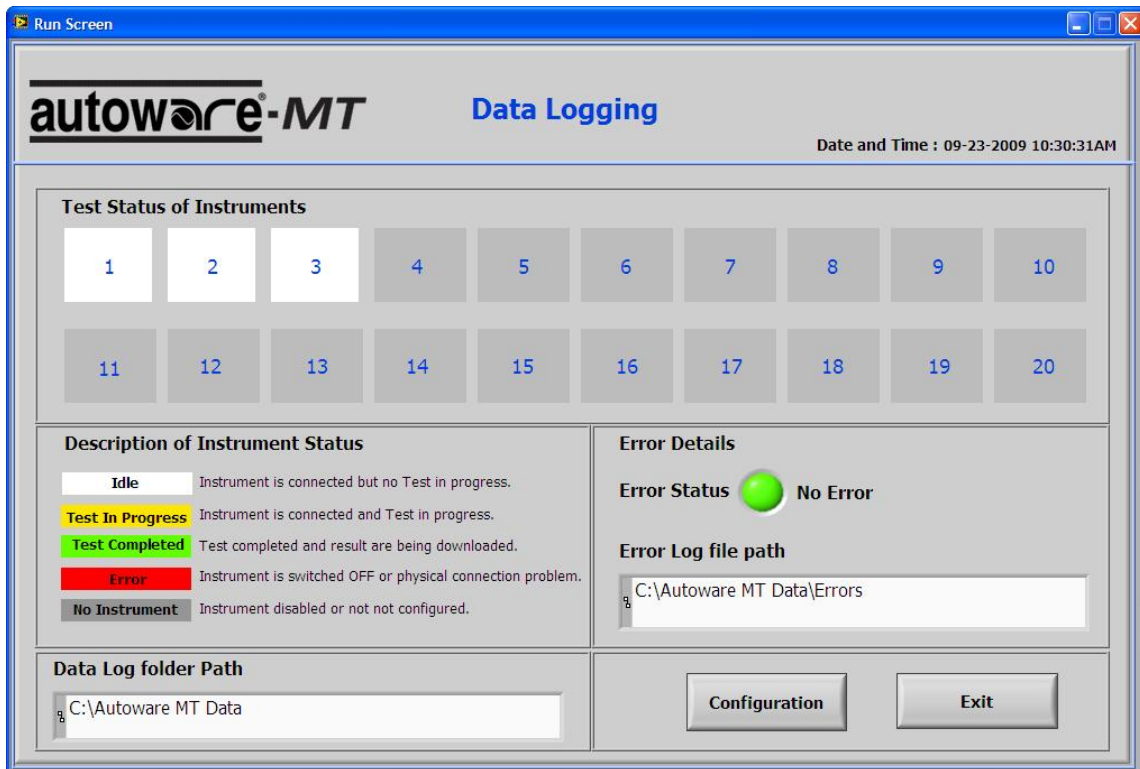 Run Screen
autoware®-MT
Data Logging
Date and Time : 09-23-2009 10:30:31AM
Test Status of Instruments
1 2 3 4 5 6 7 8 9 10
11 12 13 14 15 16 17 18 19 20
Description of Instrument Status
Idle Instrument is connected but no Test in progress.
Test In Progress Instrument is connected and Test in progress.
Test Completed Test completed and result are being downloaded.
Error Instrument is switched OFF or physical connection problem.
No Instrument Instrument disabled or not not configured.
Error Details
Error Status No Error
Error Log file path
C:\Autoware MT Data\Errors
Data Log folder Path
C:\Autoware MT Data
Configuration Exit